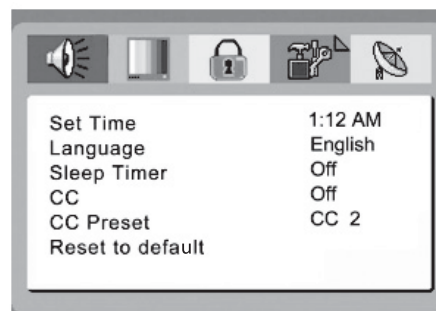 Set Time 1:12 AM
Language English
Sleep Timer Off
CC Off
CC Preset CC 2
Reset to default